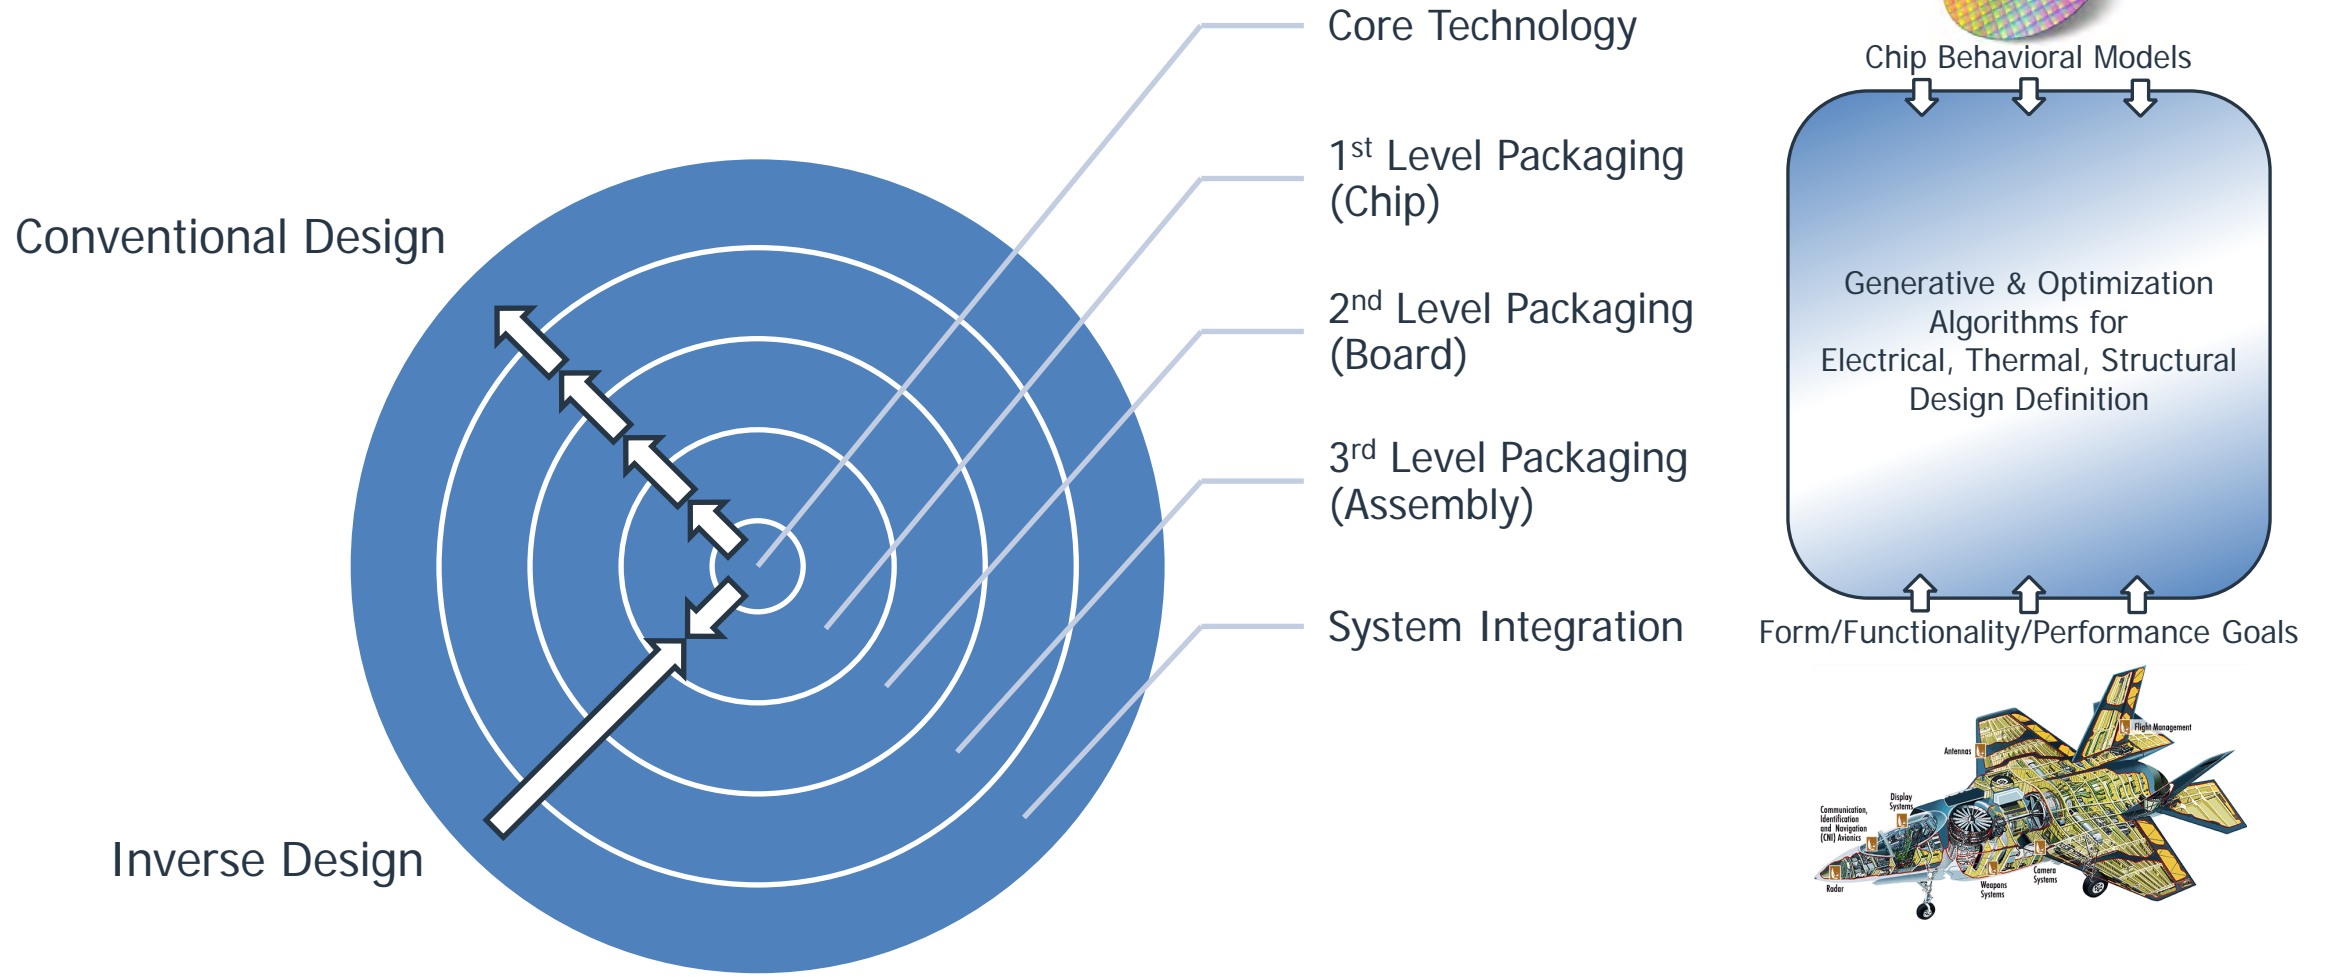 Core Technology
1st Level Packaging
(Chip)
2nd Level Packaging
(Board)
3rd Level Packaging
(Assembly)
System Integration
Conventional Design
Inverse Design
Chip Behavioral Models
Generative & Optimization
Algorithms for
Electrical, Thermal, Structural
Design Definition
Form/Functionality/Performance Goals
Flight Management
Antennas
Display
Systems
Communication,
Identification
and Navigation
(CNI) Avionics
Radar
Weapons
Systems
Camera
Systems